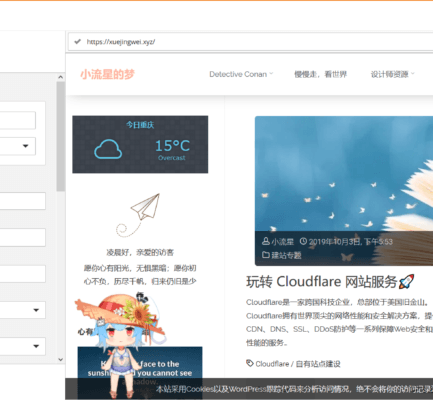 https://xuejingwei.xyz/
小流星的梦
Detective Conan
慢慢走，看世界
设计师资源
今日重庆
15°C
Overcast
凌晨好，亲爱的访客
愿你心有阳光，无惧黑暗；愿你初
心不负，历尽千帆，归来仍旧是少
心有
face to the
sunsh
nd you cannot see
shadow.
小流星
2019年10月3日, 下午5:53
建站专题
玩转 Cloudflare 网站服务🚀
Cloudflare是一家跨国科技企业，总部位于美国旧金山。
Cloudflare拥有世界顶尖的网络性能和安全解决方案，提
CDN、DNS、SSL、DDoS防护等一系列保障Web安全和
性能的服务。
Cloudflare / 自有站点建设
本站采用Cookies以及WordPress跟踪代码来分析访问情况，绝不会将你的访问记录